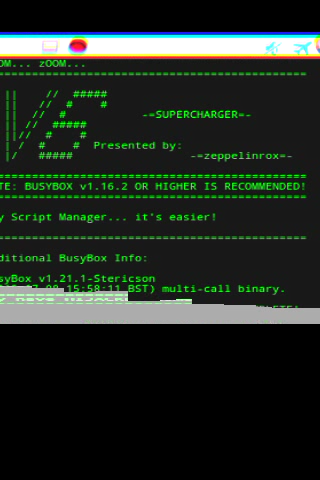 OM... zOOM...
===============================================
||    //  #####
||   //  #    #
||  //  #            -=SUPERCHARGER=-
|| //  #####
||//  #    #
| /  #    #  Presented by:
|/   #####                  -=zeppelinrox=-
===============================================
TE: BUSYBOX v1.16.2 OR HIGHER IS RECOMMENDED!
===============================================
y Script Manager... it's easier!
===============================================
ditional BusyBox Info:
syBox v1.21.1-Stericson
15:58:11 BST) multi-call binary.